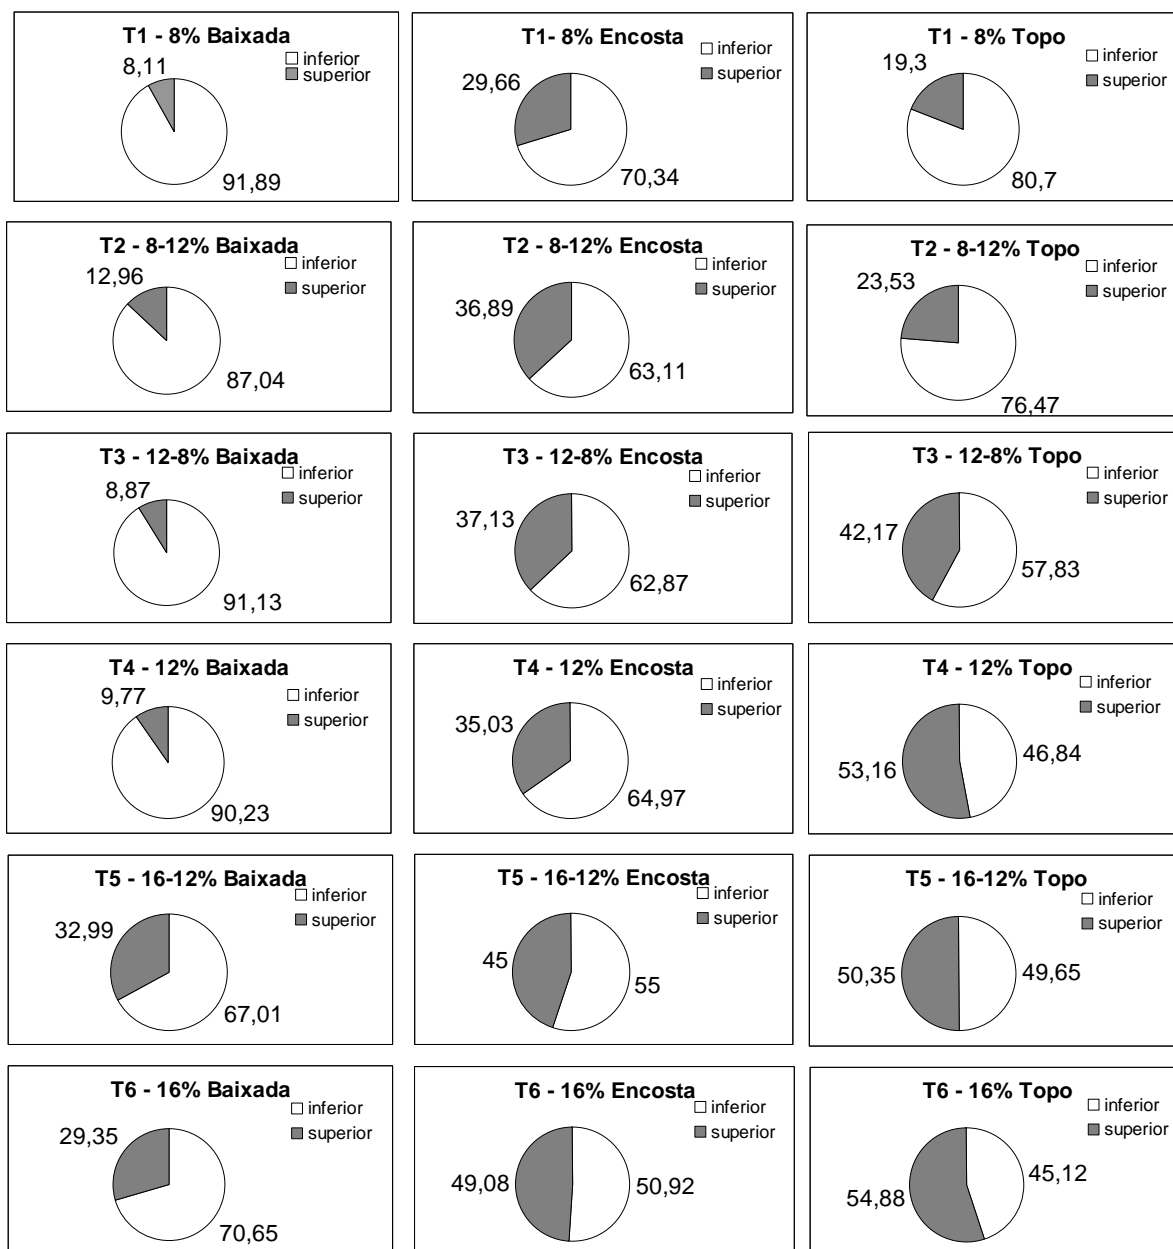 T1 - 8% Baixada
inferior
superior
8,11
91,89
T1- 8% Encosta
inferior
superior
29,66
70,34
T1 - 8% Topo
inferior
superior
19,3
80,7
T2 - 8-12% Baixada
inferior
superior
12,96
87,04
T2 - 8-12% Encosta
inferior
superior
36,89
63,11
T2 - 8-12% Topo
inferior
superior
23,53
76,47
T3 - 12-8% Baixada
inferior
superior
8,87
91,13
T3 - 12-8% Encosta
inferior
superior
37,13
62,87
T3 - 12-8% Topo
inferior
superior
42,17
57,83
T4 - 12% Baixada
inferior
superior
9,77
90,23
T4 - 12% Encosta
inferior
superior
35,03
64,97
T4 - 12% Topo
inferior
superior
53,16
46,84
T5 - 16-12% Baixada
inferior
superior
32,99
67,01
T5 - 16-12% Encosta
inferior
superior
45
55
T5 - 16-12% Topo
inferior
superior
50,35
49,65
T6 - 16% Baixada
inferior
superior
29,35
70,65
T6 - 16% Encosta
inferior
superior
49,08
50,92
T6 - 16% Topo
inferior
superior
54,88
45,12